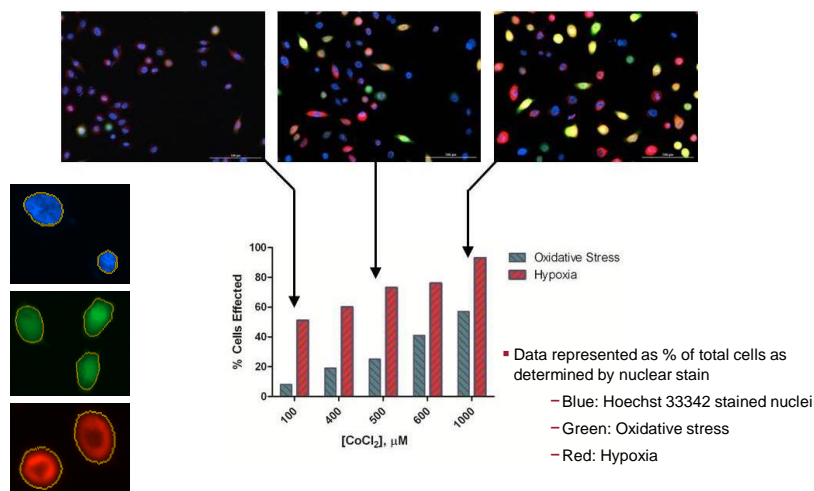 100
80
60
40
20
0
% Cells Effected
Oxidative Stress
Hypoxia
100
400
500
600
1000
[CoCl₂], μM
▪ Data represented as % of total cells as
determined by nuclear stain
–Blue: Hoechst 33342 stained nuclei
–Green: Oxidative stress
–Red: Hypoxia